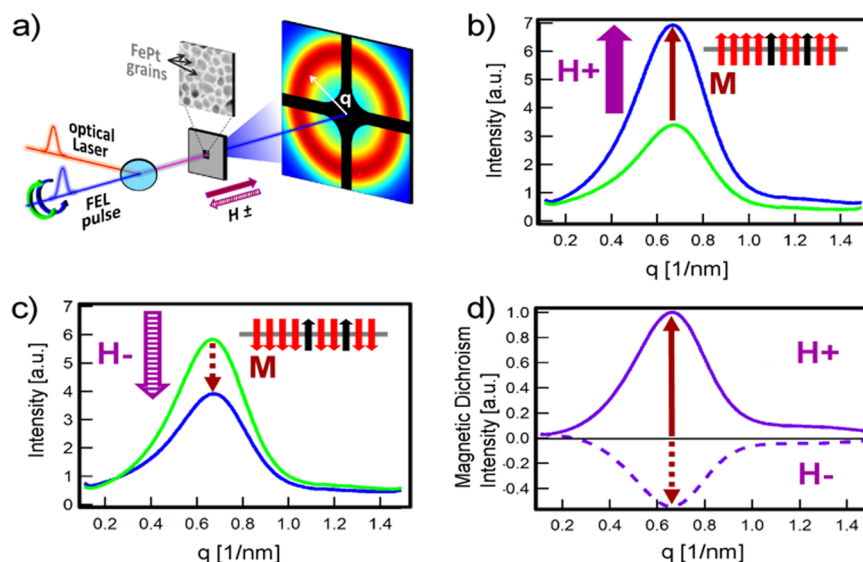 a)
FePt
grains
q
optical
Laser
FEL
pulse
H ±
b)
Intensity [a.u.]
7
6
5
4
3
2
1
0
H+
M
0.2 0.4 0.6 0.8 1.0 1.2 1.4
q [1/nm]
c)
Intensity [a.u.]
7
6
5
4
3
2
1
0
H-
M
0.2 0.4 0.6 0.8 1.0 1.2 1.4
q [1/nm]
d)
Magnetic Dichroism
Intensity [a.u.]
1.0
0.8
0.6
0.4
0.2
0.0
-0.2
-0.4
H+
H-
0.2 0.4 0.6 0.8 1.0 1.2 1.4
q [1/nm]